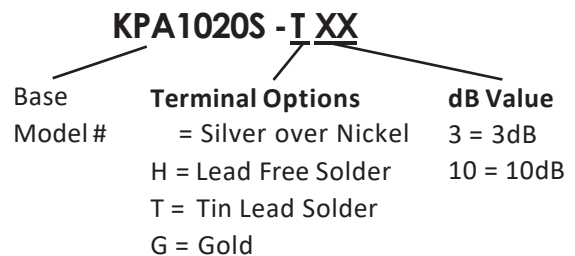 KPA1020S - T XX
Base Terminal Options dB Value
Model # = Silver over Nickel 3 = 3dB
H = Lead Free Solder 10 = 10dB
T = Tin Lead Solder
G = Gold